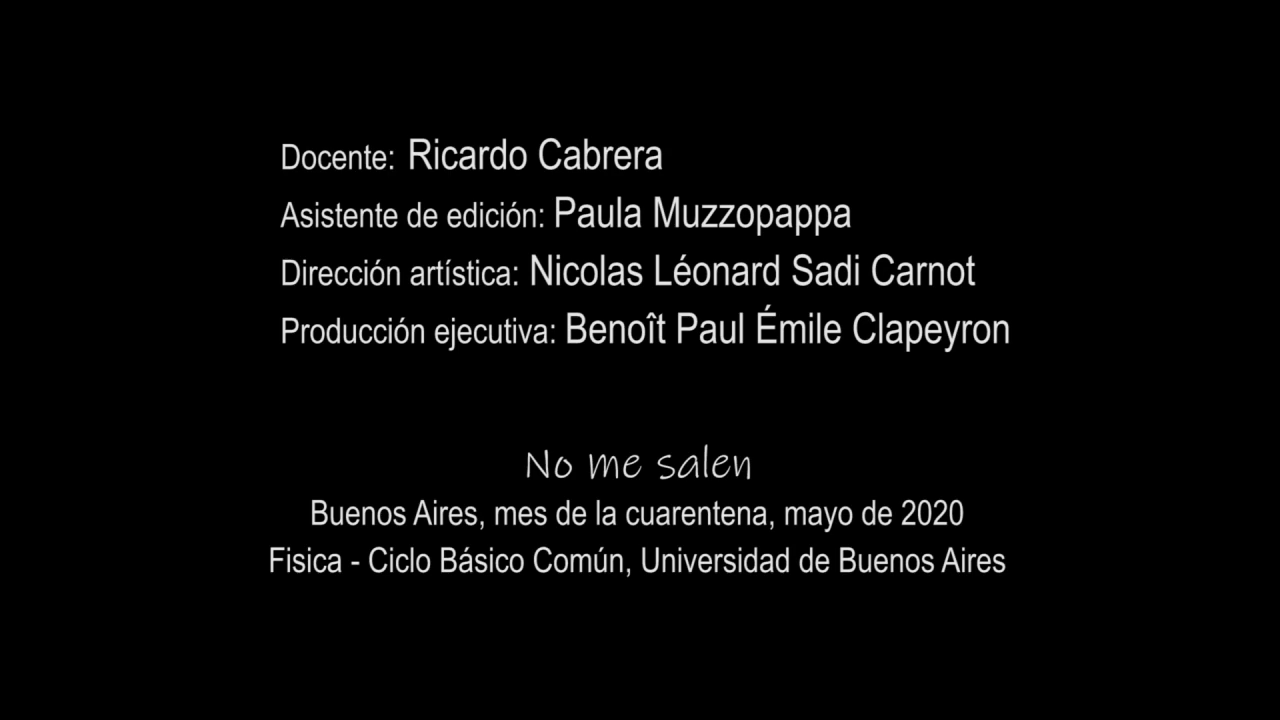 Docente: Ricardo Cabrera
Asistente de edición: Paula Muzzopappa
Dirección artística: Nicolas Léonard Sadi Carnot
Producción ejecutiva: Benoît Paul Émile Clapeyron
No me salen
Buenos Aires, mes de la cuarentena, mayo de 2020
Fisica - Ciclo Básico Común, Universidad de Buenos Aires